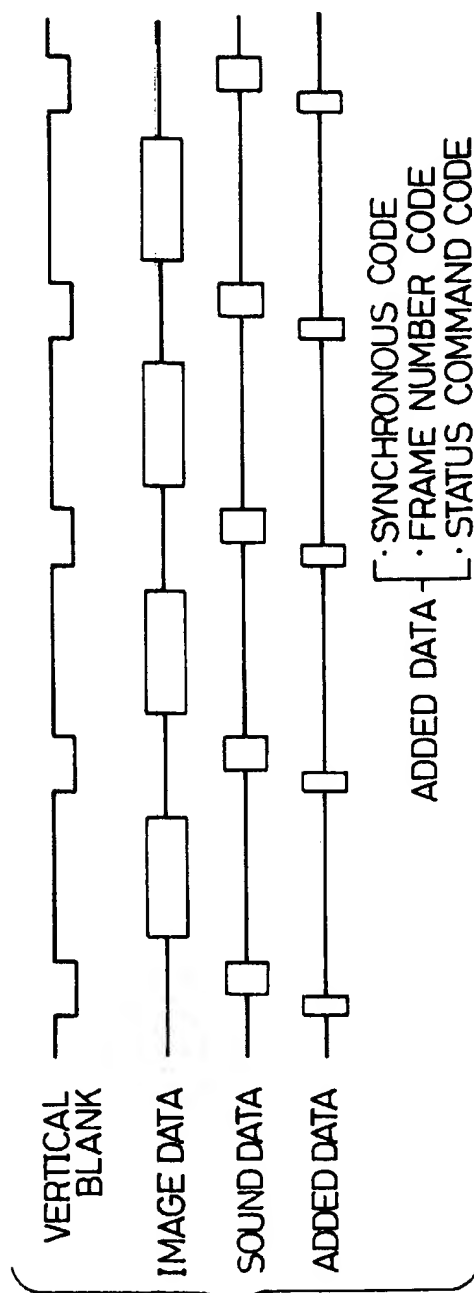 VERTICAL
BLANK
IMAGE DATA
SOUND DATA
ADDED DATA
ADDED DATA
· SYNCHRONOUS CODE
· FRAME NUMBER CODE
· STATUS COMMAND CODE